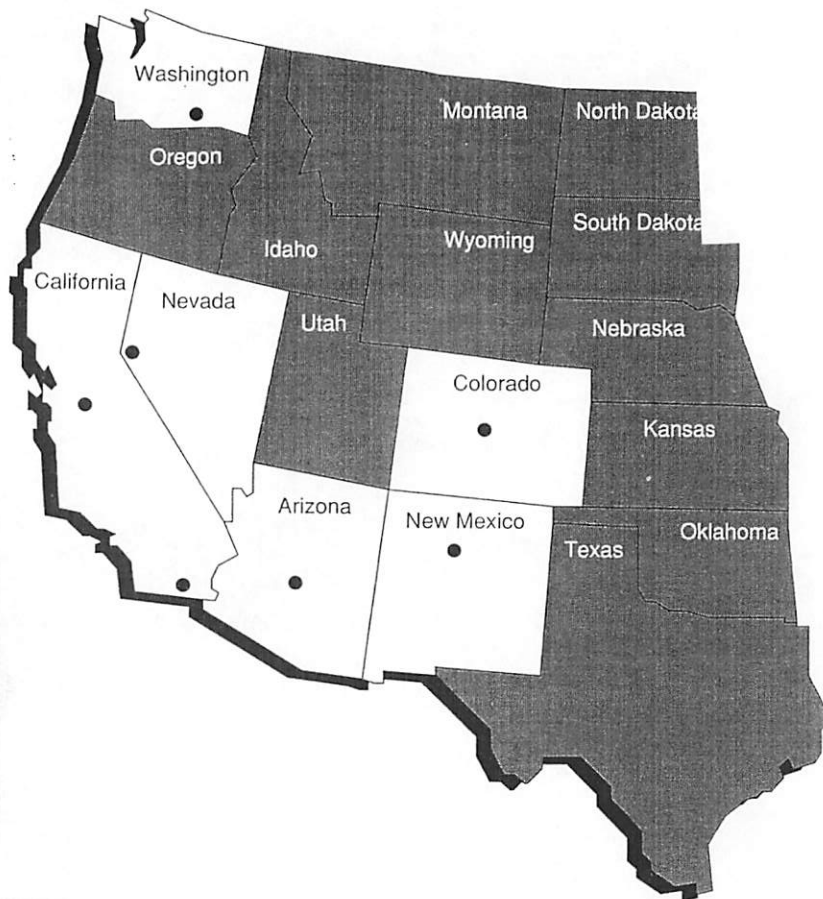 Washington
Montana
North Dakota
Oregon
South Dakota
Wyoming
Idaho
California
Nevada
Utah
Nebraska
Colorado
Kansas
Arizona
New Mexico
Oklahoma
Texas